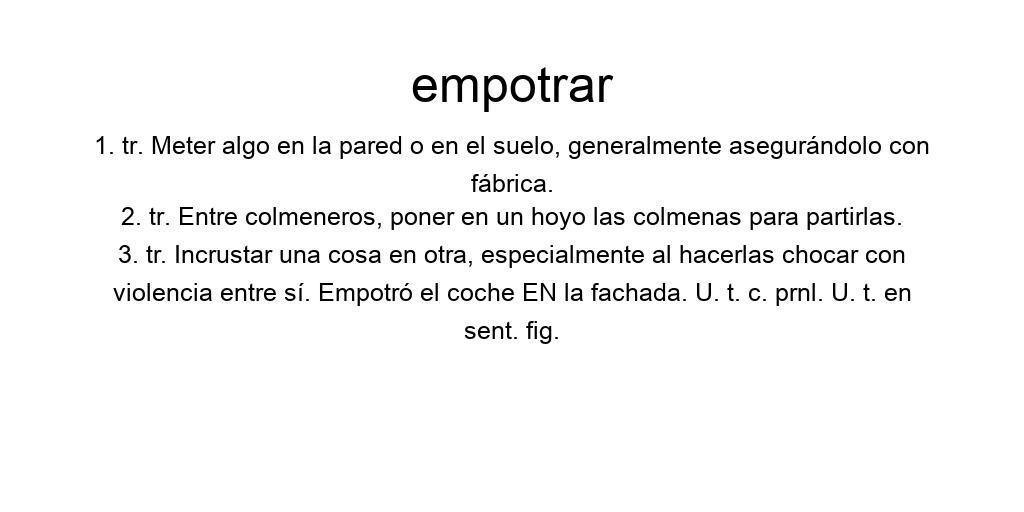 empotrar
1. tr. Meter algo en la pared o en el suelo, generalmente asegurándolo con
fábrica.
2. tr. Entre colmeneros, poner en un hoyo las colmenas para partirlas.
3. tr. Incrustar una cosa en otra, especialmente al hacerlas chocar con
violencia entre sí. Empotró el coche EN la fachada. U. t. c. prnl. U. t. en
sent. fig.